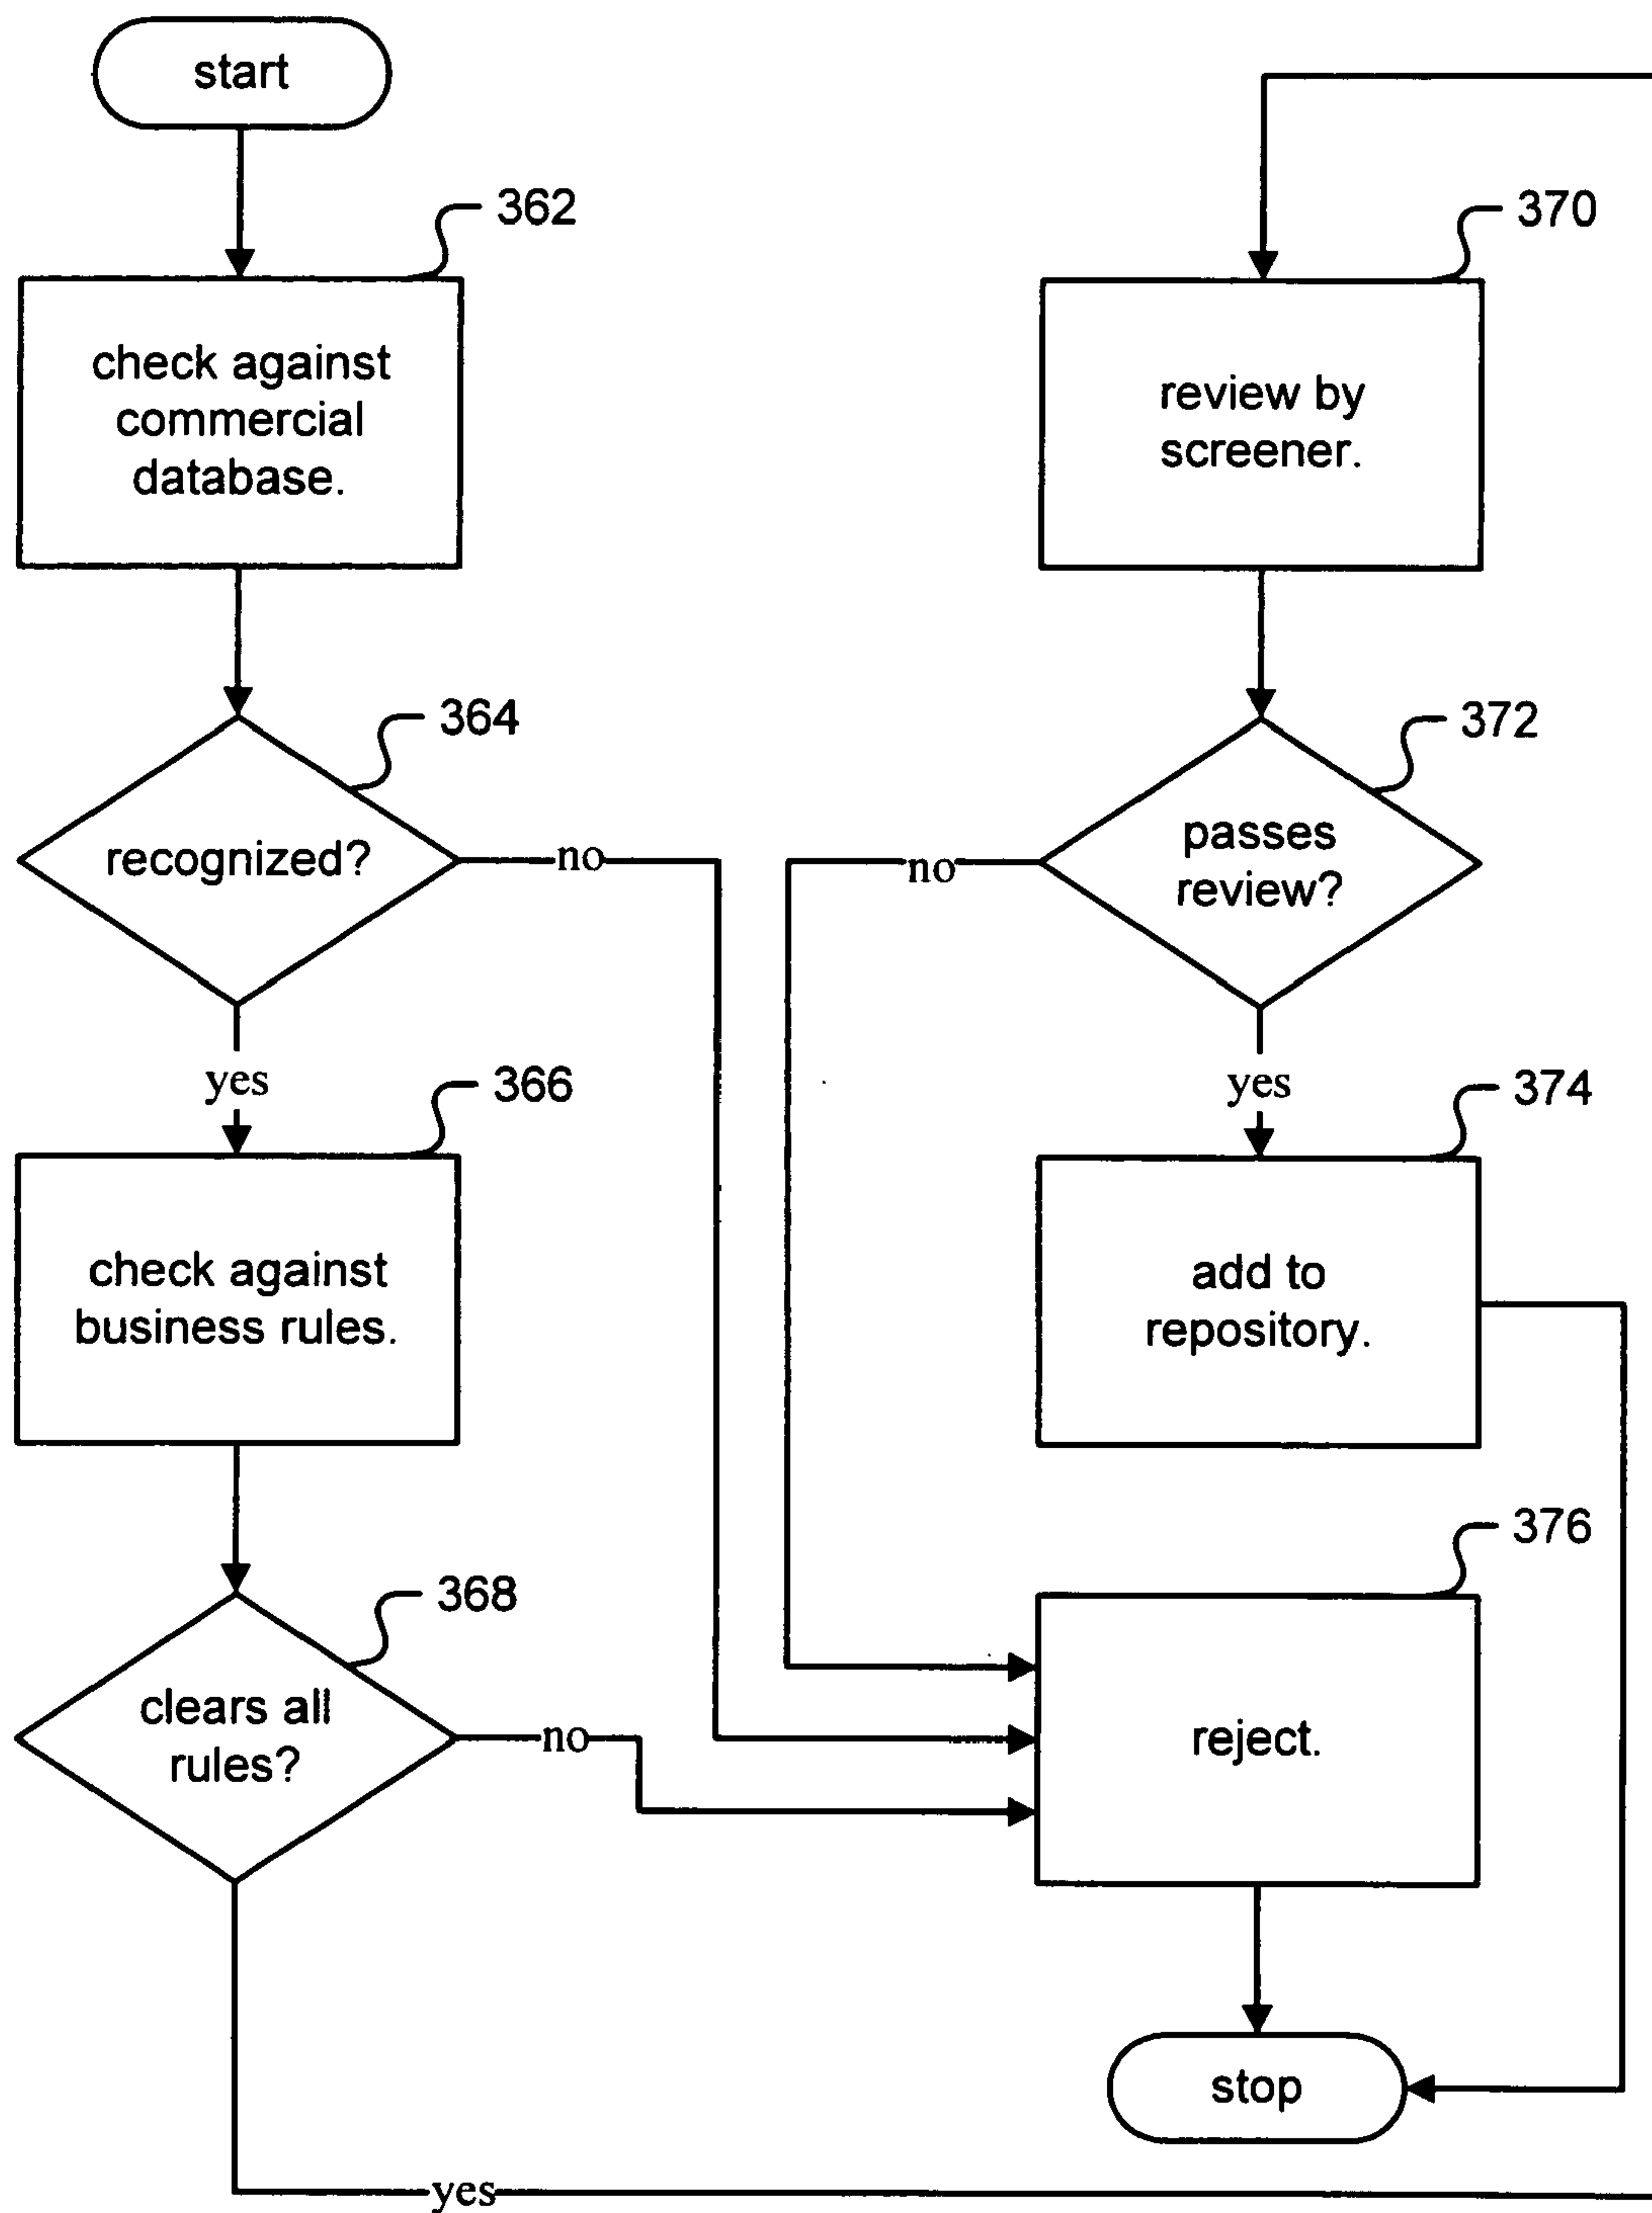 start
362
check against
commercial
database.
364
recognized?
no
yes
366
check against
business rules.
368
clears all
rules?
no
yes
370
review by
screener.
372
passes
review?
no
yes
374
add to
repository.
376
reject.
stop